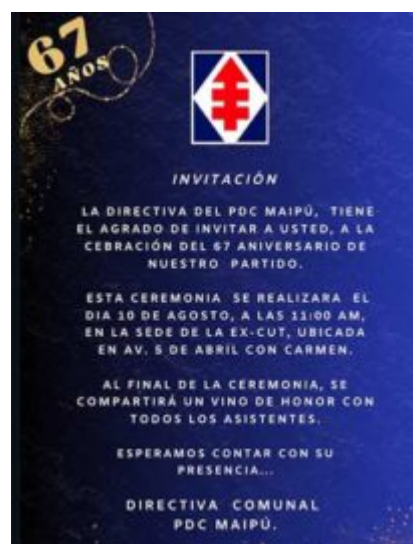 67
AÑOS
INVITACIÓN
LA DIRECTIVA DEL PDC MAIPÚ, TIENE
EL AGRADO DE INVITAR A USTED, A LA
CEBRACIÓN DEL 67 ANIVERSARIO DE
NUESTRO PARTIDO.
ESTA CEREMONIA SE REALIZARA EL
DIA 10 DE AGOSTO, A LAS 11:00 AM,
EN LA SEDE DE LA EX-CUT, UBICADA
EN AV. 5 DE ABRIL CON CARMEN.
AL FINAL DE LA CEREMONIA, SE
COMPARTIRÁ UN VINO DE HONOR CON
TODOS LOS ASISTENTES.
ESPERAMOS CONTAR CON SU
PRESENCIA...
DIRECTIVA COMUNAL
PDC MAIPÚ.